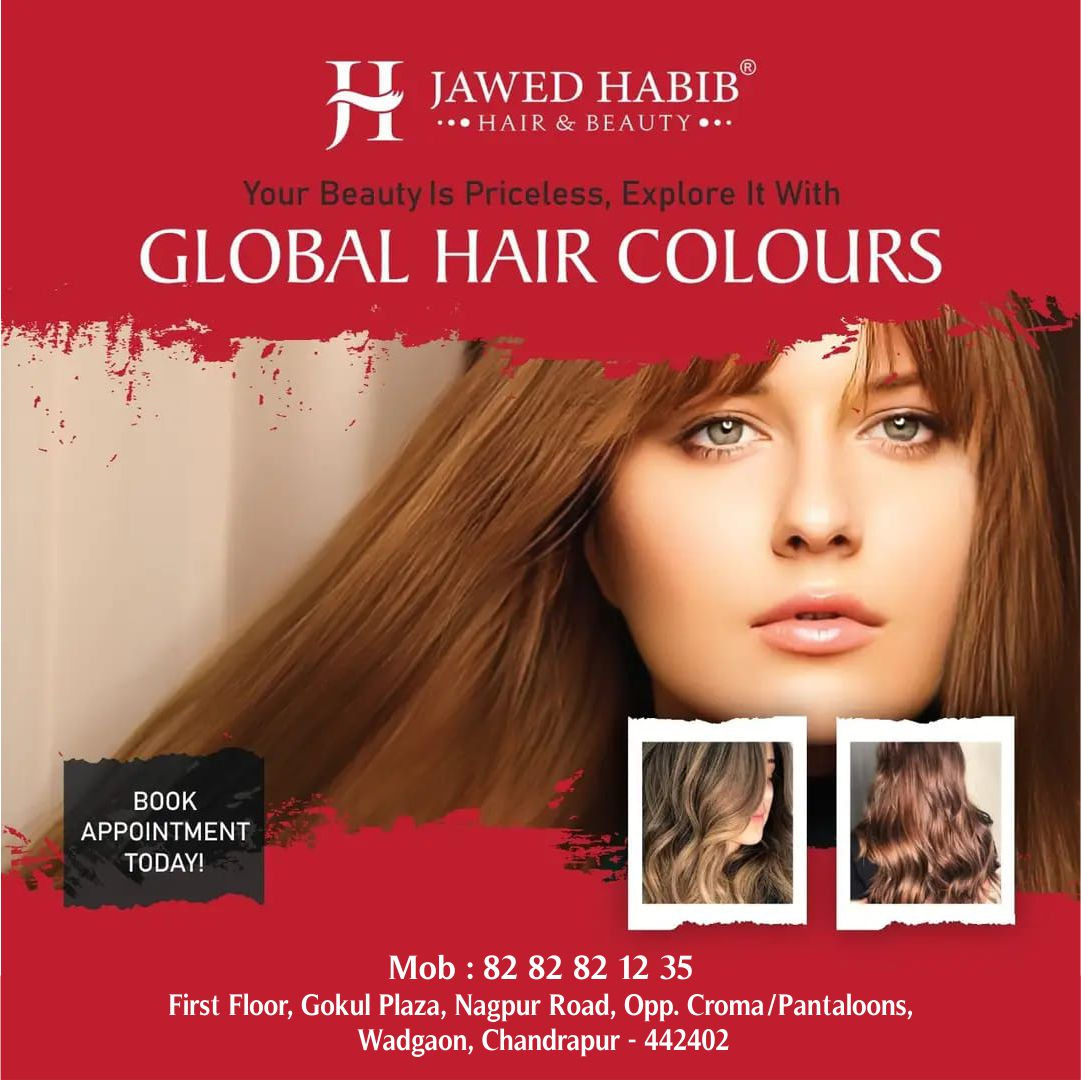 JH
JAWED HABIB®
HAIR & BEAUTY
Your Beauty Is Priceless, Explore It With
GLOBAL HAIR COLOURS
BOOK
APPOINTMENT
TODAY!
Mob : 82 82 82 12 35
First Floor, Gokul Plaza, Nagpur Road, Opp. Croma/Pantaloons,
Wadgaon, Chandrapur - 442402